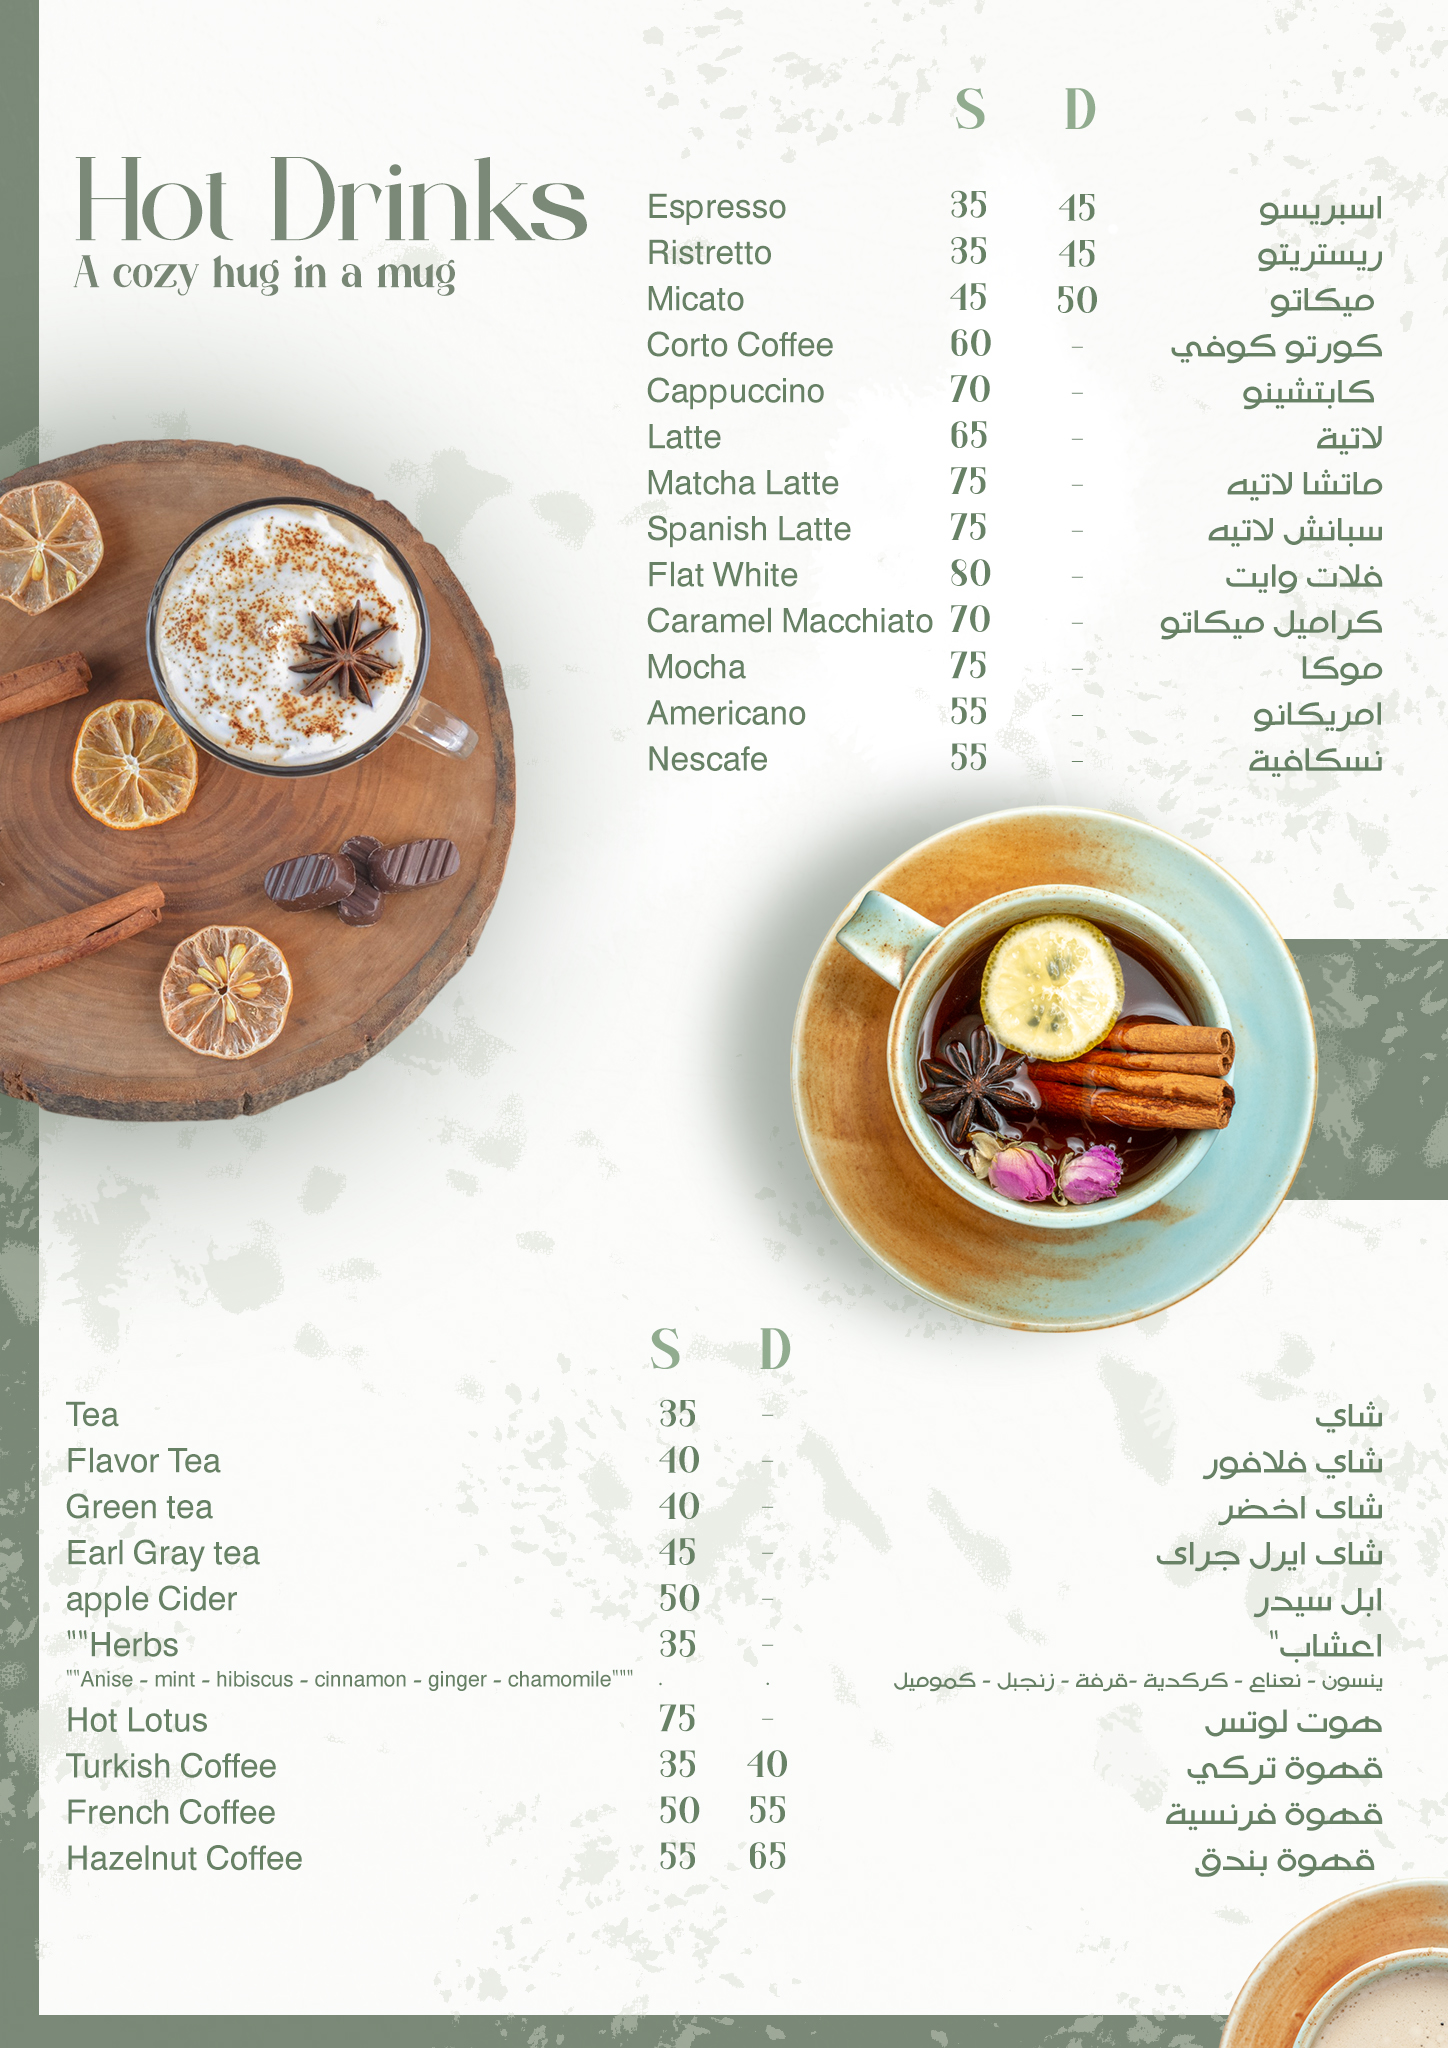 Hot Drinks
A cozy hug in a mug
S D
Espresso 35 45 اسبريسو
Ristretto 35 45 ريستريتو
Micato 45 50 ميكاتو
Corto Coffee 60 - كورتو كوفي
Cappuccino 70 - كابتشينو
Latte 65 - لاتية
Matcha Latte 75 - ماتشا لاتيه
Spanish Latte 75 - سبانش لاتيه
Flat White 80 - فلات وايت
Caramel Macchiato 70 - كراميل ميكاتو
Mocha 75 - موكا
Americano 55 - امريكانو
Nescafe 55 - نسكافية
S D
Tea 35 - شاي
Flavor Tea 40 - شاي فلافور
Green tea 40 - شاى اخضر
Earl Gray tea 45 - شاى ايرل جراى
apple Cider 50 - ابل سيدر
""Herbs 35 - اعشاب"
""Anise - mint - hibiscus - cinnamon - ginger - chamomile""" . . ينسون - نعناع - كركدية -قرفة - زنجبل - كموميل
Hot Lotus 75 - هوت لوتس
Turkish Coffee 35 40 قهوة تركي
French Coffee 50 55 قهوة فرنسية
Hazelnut Coffee 55 65 قهوة بندق